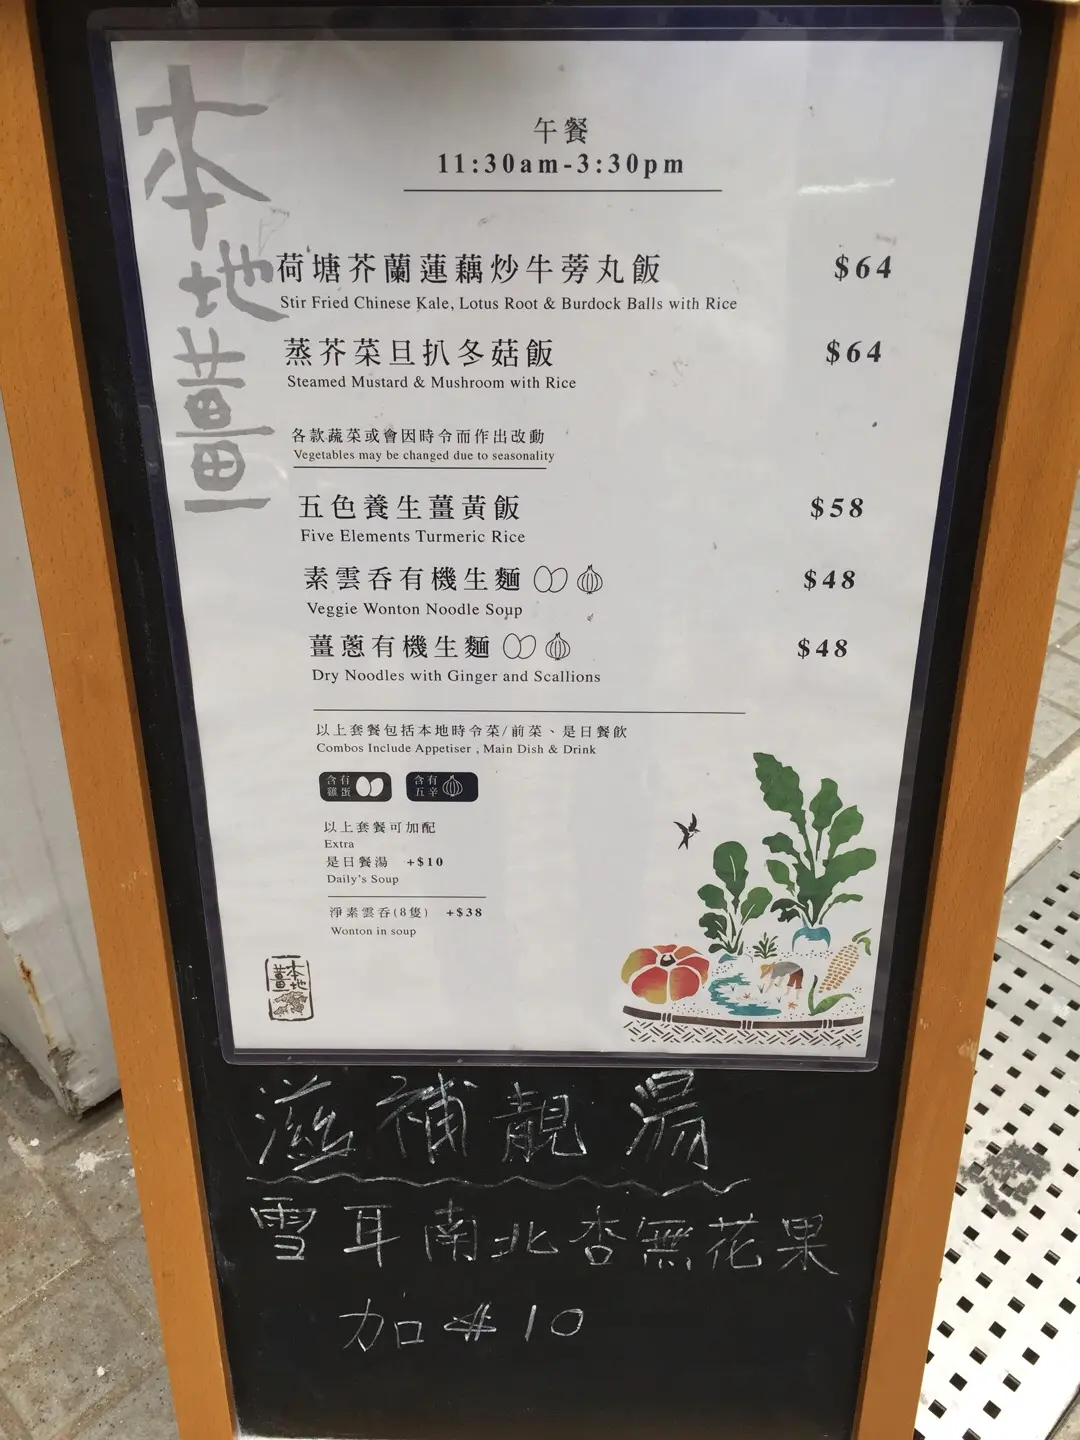 本地薑
午餐
11:30am-3:30pm
荷塘芥蘭蓮藕炒牛蒡丸飯 $64
Stir Fried Chinese Kale, Lotus Root & Burdock Balls with Rice
蒸芥菜旦扒冬菇飯 $64
Steamed Mustard & Mushroom with Rice
各款蔬菜或會因時令而作出改動
Vegetables may be changed due to seasonality
五色養生薑黃飯 $58
Five Elements Turmeric Rice
素雲吞有機生麵 $48
Veggie Wonton Noodle Soup
薑蔥有機生麵 $48
Dry Noodles with Ginger and Scallions
以上套餐包括本地時令菜/前菜、是日餐飲
Combos Include Appetiser , Main Dish & Drink
含有雞蛋
含有五辛
以上套餐可加配
Extra
是日餐湯 +$10
Daily's Soup
淨素雲吞(8隻) +$38
Wonton in soup
本地薑
滋補靚湯
雪耳南北杏無花果
加$10